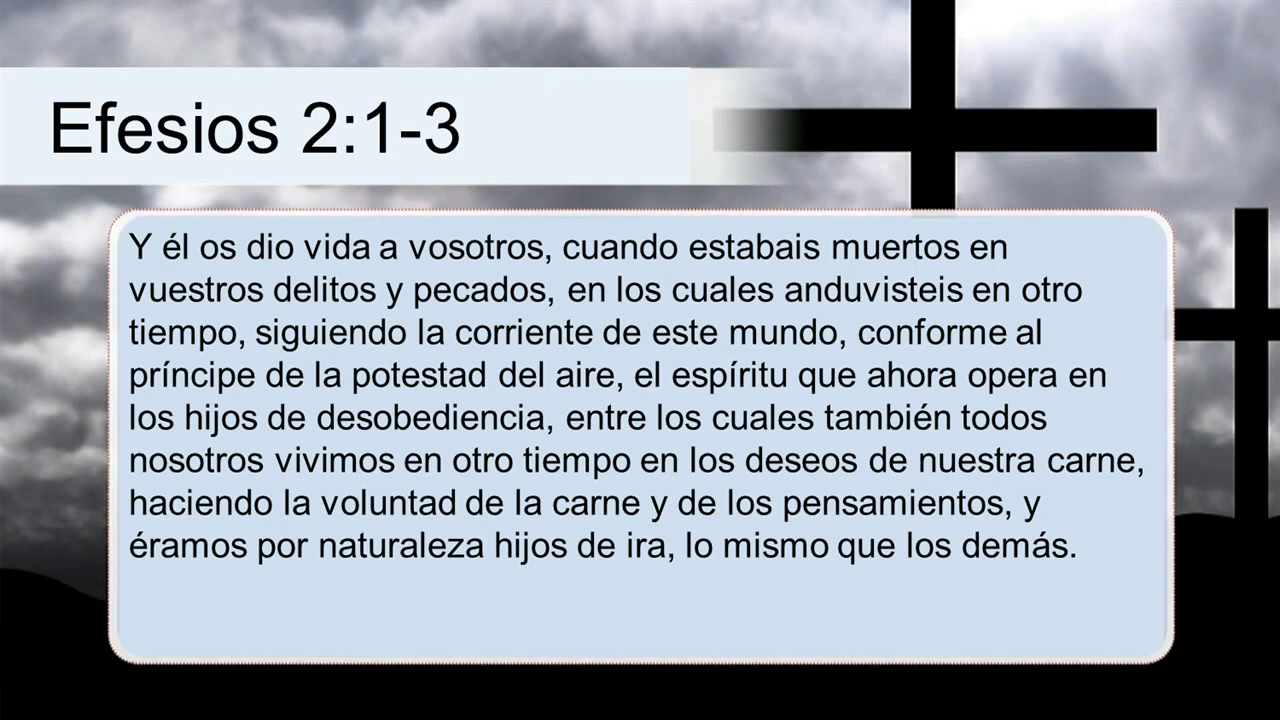 Efesios 2:1-3
Y él os dio vida a vosotros, cuando estabais muertos en
vuestros delitos y pecados, en los cuales anduvisteis en otro
tiempo, siguiendo la corriente de este mundo, conforme al
príncipe de la potestad del aire, el espíritu que ahora opera en
los hijos de desobediencia, entre los cuales también todos
nosotros vivimos en otro tiempo en los deseos de nuestra carne,
haciendo la voluntad de la carne y de los pensamientos, y
éramos por naturaleza hijos de ira, lo mismo que los demás.